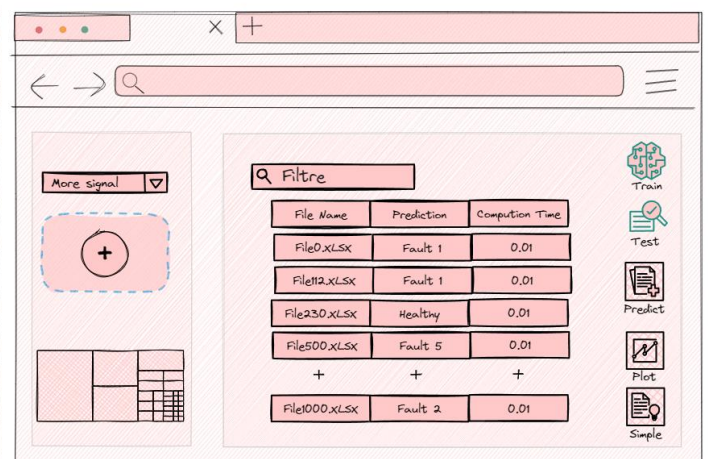 More signal
Filtre
File Name Prediction Compution Time
File0.XLSX Fault 1 0.01
File112.XLSX Fault 1 0.01
File230.XLSX Healthy 0.01
File500.XLSX Fault 5 0.01
+ + +
File1000.XLSX Fault 2 0.01
Train
Test
Predict
Plot
Simple